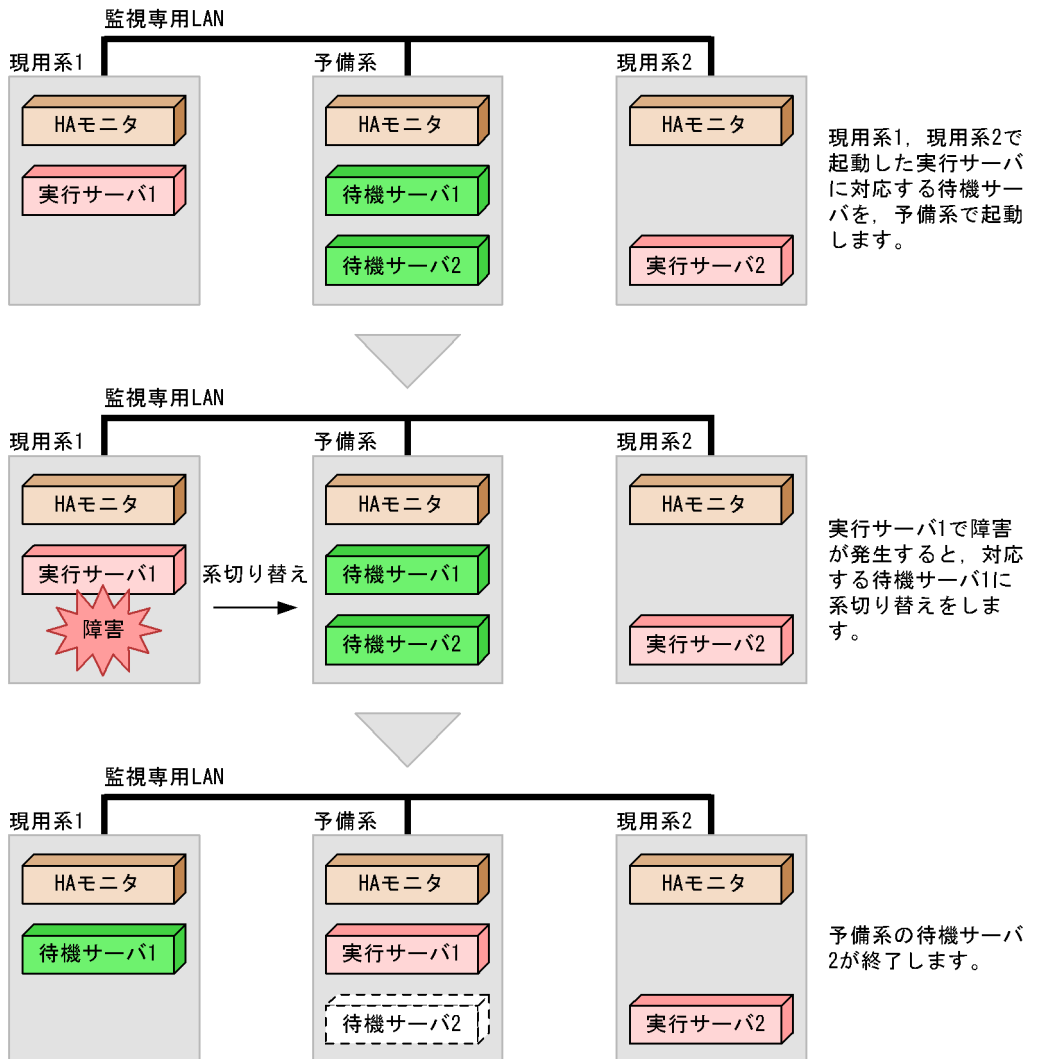 監視専用LAN
現用系1
予備系
現用系2
HAモニタ
HAモニタ
HAモニタ
実行サーバ1
待機サーバ1
待機サーバ2
実行サーバ2
現用系1，現用系2で
起動した実行サーバ
に対応する待機サー
バを，予備系で起動
します。
監視専用LAN
現用系1
予備系
現用系2
HAモニタ
HAモニタ
HAモニタ
実行サーバ1
系切り替え
待機サーバ1
障害
待機サーバ2
実行サーバ2
実行サーバ1で障害
が発生すると，対応
する待機サーバ1に
系切り替えをしま
す。
監視専用LAN
現用系1
予備系
現用系2
HAモニタ
HAモニタ
HAモニタ
待機サーバ1
実行サーバ1
待機サーバ2
実行サーバ2
予備系の待機サーバ
2が終了します。